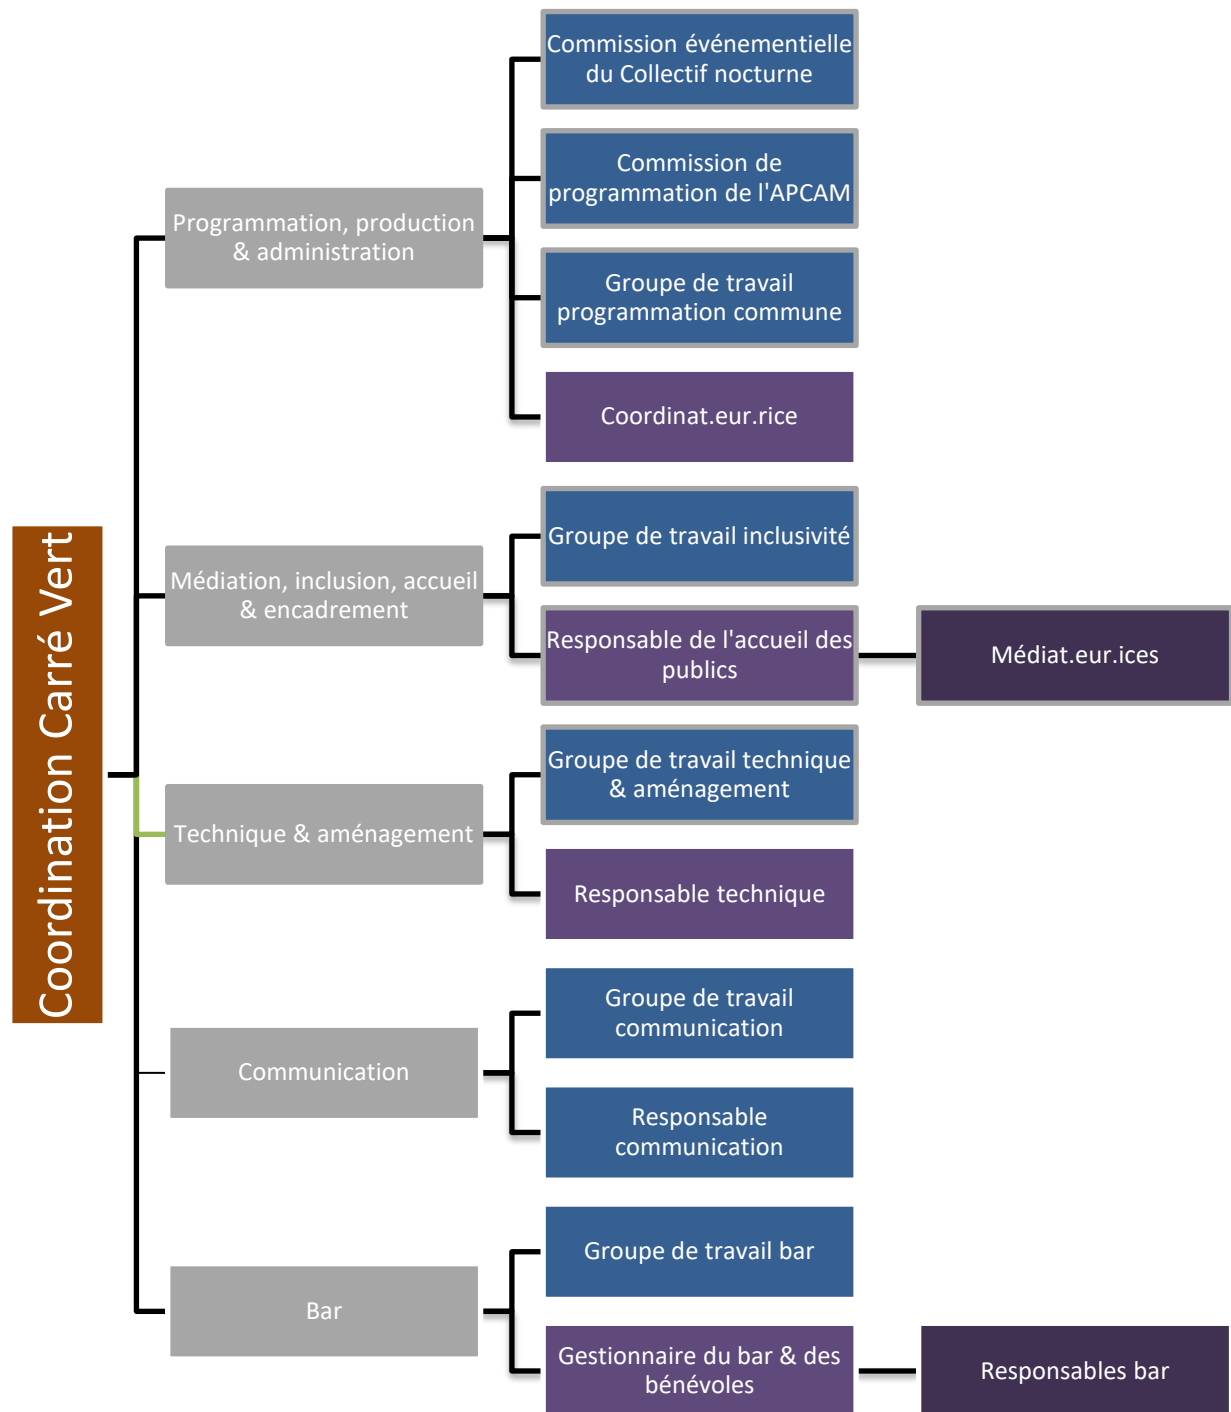 Coordination Carré Vert
Programmation, production
& administration
Commission événementielle
du Collectif nocturne
Commission de
programmation de l'APCAM
Groupe de travail
programmation commune
Coordinat.eur.rice
Médiation, inclusion, accueil
& encadrement
Groupe de travail inclusivité
Responsable de l'accueil des
publics
Médiat.eur.ices
Technique & aménagement
Groupe de travail technique
& aménagement
Responsable technique
Communication
Groupe de travail
communication
Responsable
communication
Bar
Groupe de travail bar
Gestionnaire du bar & des
bénévoles
Responsables bar